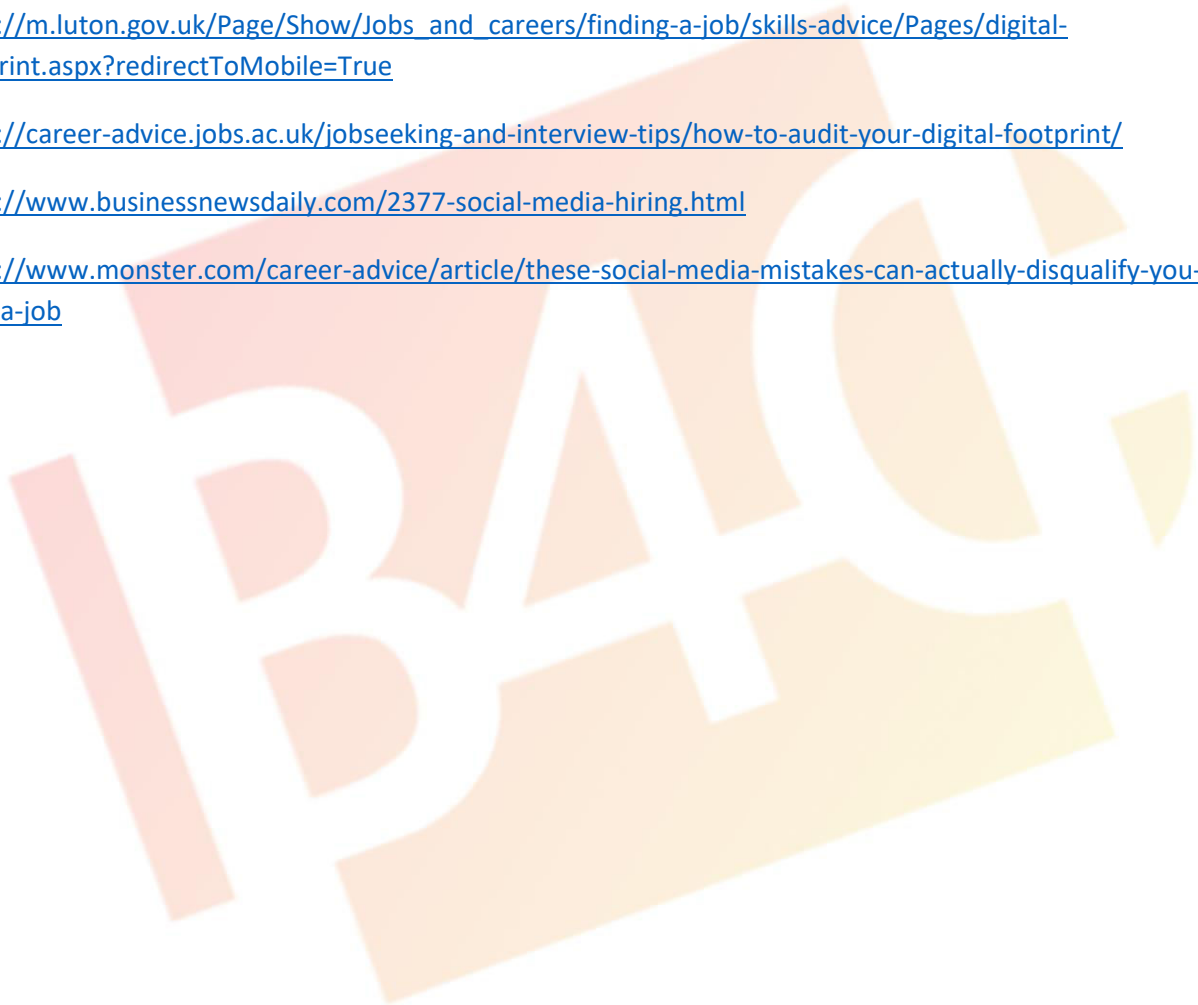 ://m.luton.gov.uk/Page/Show/Jobs_and_careers/finding-a-job/skills-advice/Pages/digital-
rint.aspx?redirectToMobile=True
://career-advice.jobs.ac.uk/jobseeking-and-interview-tips/how-to-audit-your-digital-footprint/
://www.businessnewsdaily.com/2377-social-media-hiring.html
://www.monster.com/career-advice/article/these-social-media-mistakes-can-actually-disqualify-you-
a-job
B4C